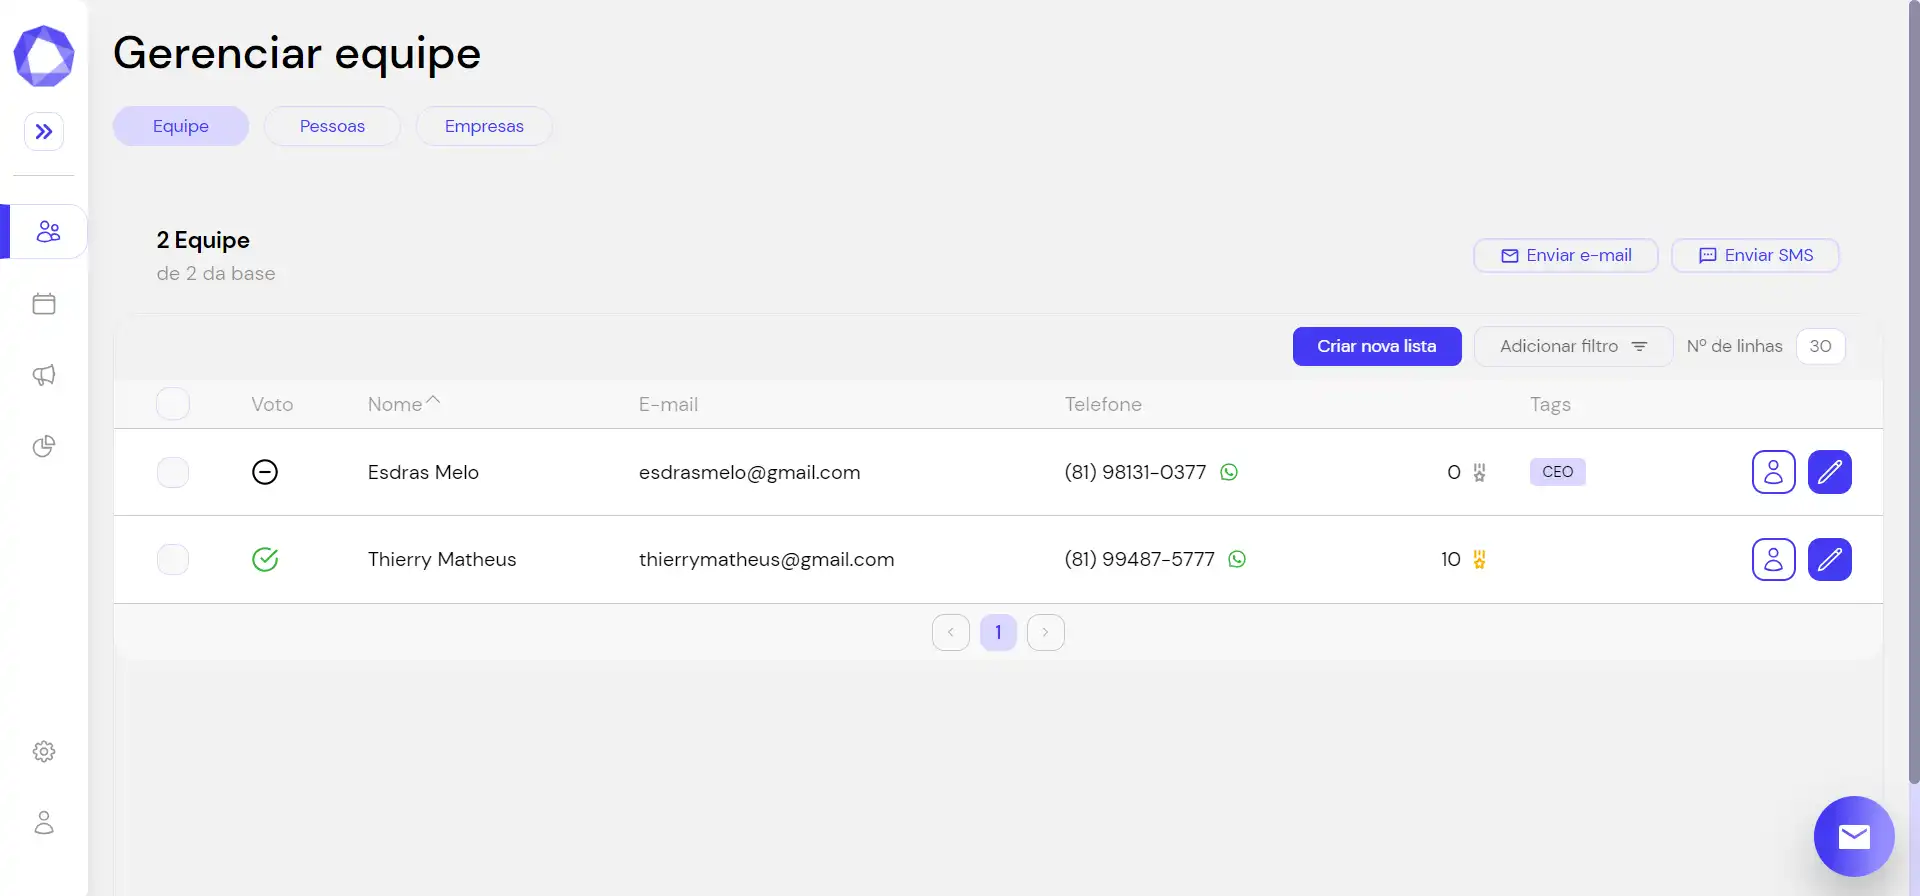 Gerenciar equipe
Equipe Pessoas Empresas
2 Equipe
de 2 da base
Enviar e-mail Enviar SMS
Criar nova lista Adicionar filtro Nº de linhas 30
Voto Nome E-mail Telefone Tags
Esdras Melo esdrasmelo@gmail.com (81) 98131-0377 0 CEO
Thierry Matheus thierrymatheus@gmail.com (81) 99487-5777 10
1